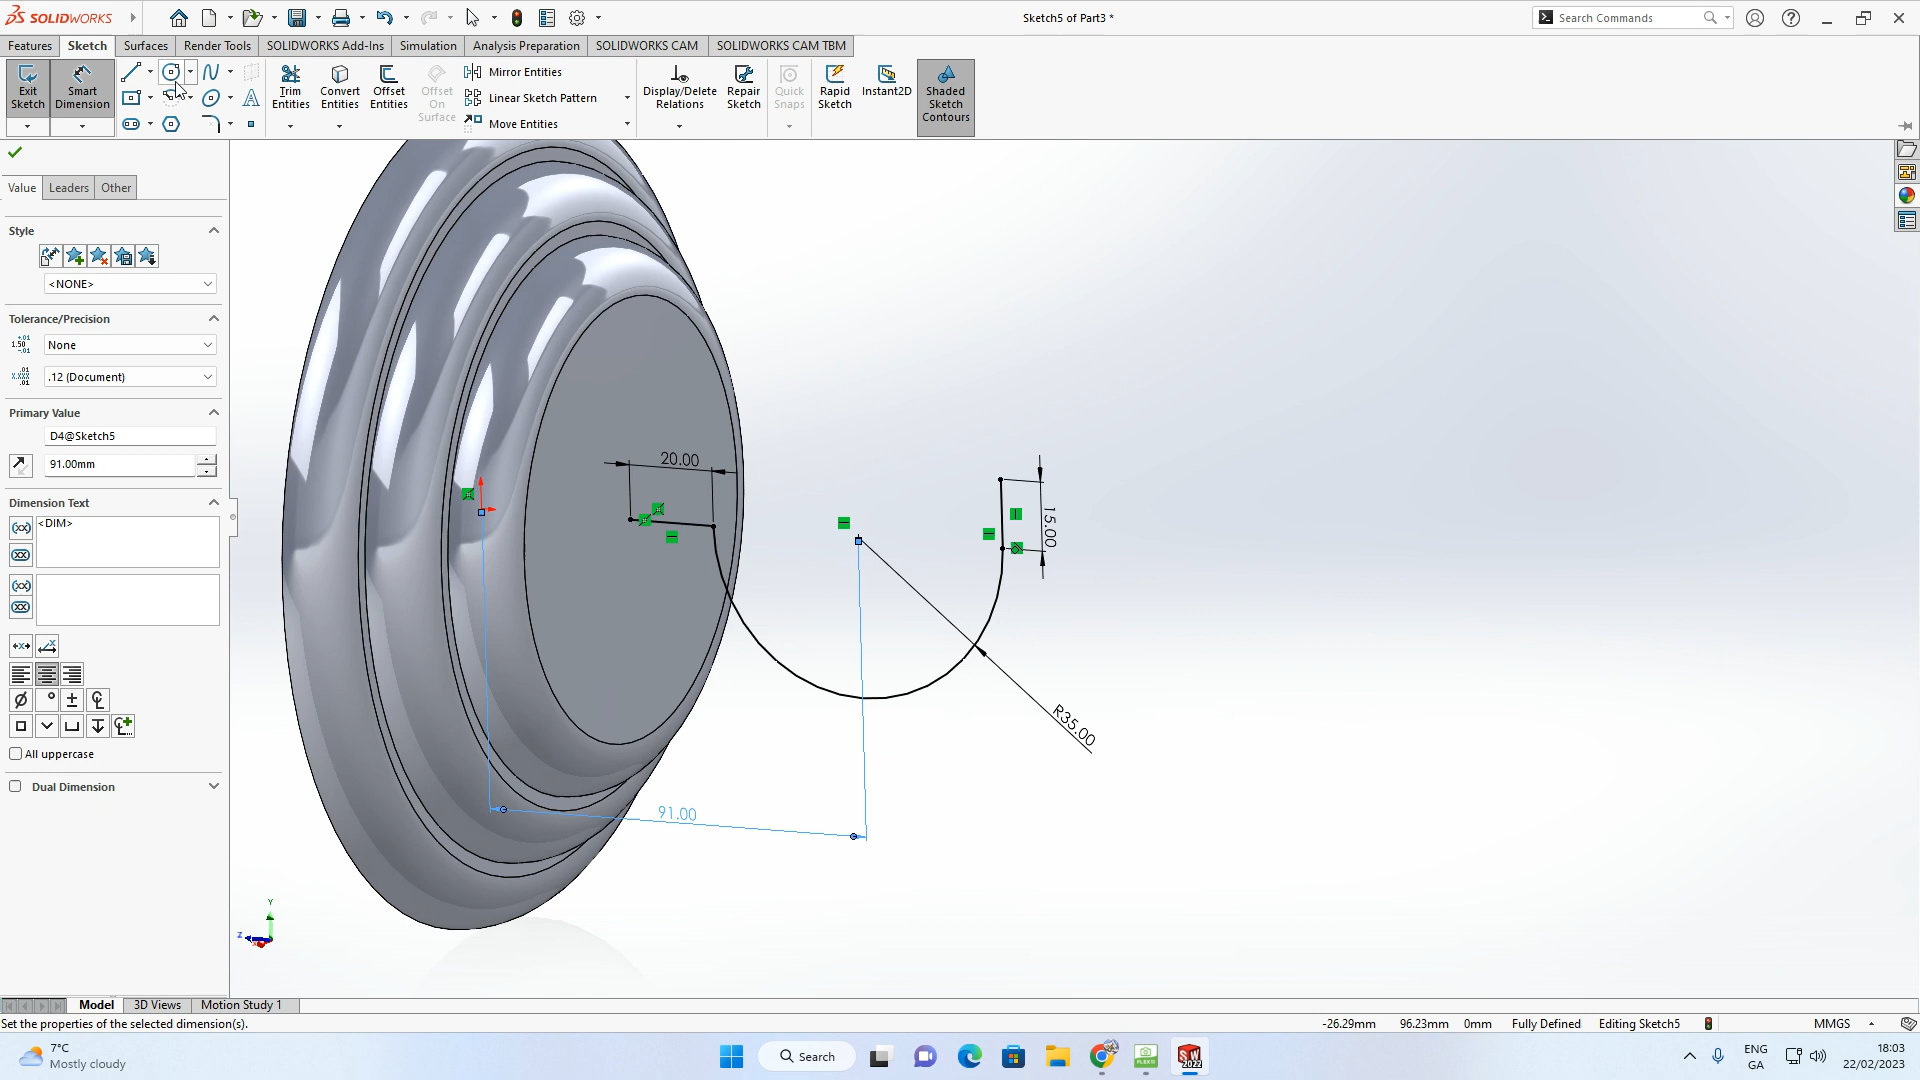 SOLIDWORKS
Sketch5 of Part3 *
Search Commands
Features
Sketch
Surfaces
Render Tools
SOLIDWORKS Add-Ins
Simulation
Analysis Preparation
SOLIDWORKS CAM
SOLIDWORKS CAM TBM
Exit
Sketch
Smart
Dimension
Trim
Entities
Convert
Entities
Offset
Entities
Offset
On
Surface
Mirror Entities
Linear Sketch Pattern
Move Entities
Display/Delete
Relations
Repair
Sketch
Quick
Snaps
Rapid
Sketch
Instant2D
Shaded
Sketch
Contours
Value
Leaders
Other
Style
<NONE>
Tolerance/Precision
None
.12 (Document)
Primary Value
D4@Sketch5
91.00mm
Dimension Text
<DIM>
All uppercase
Dual Dimension
20.00
15.00
R35.00
91.00
Y
Z
Model
3D Views
Motion Study 1
Set the properties of the selected dimension(s).
-26.29mm
96.23mm
0mm
Fully Defined
Editing Sketch5
MMGS
7°C
Mostly cloudy
Search
ENG
GA
18:03
22/02/2023